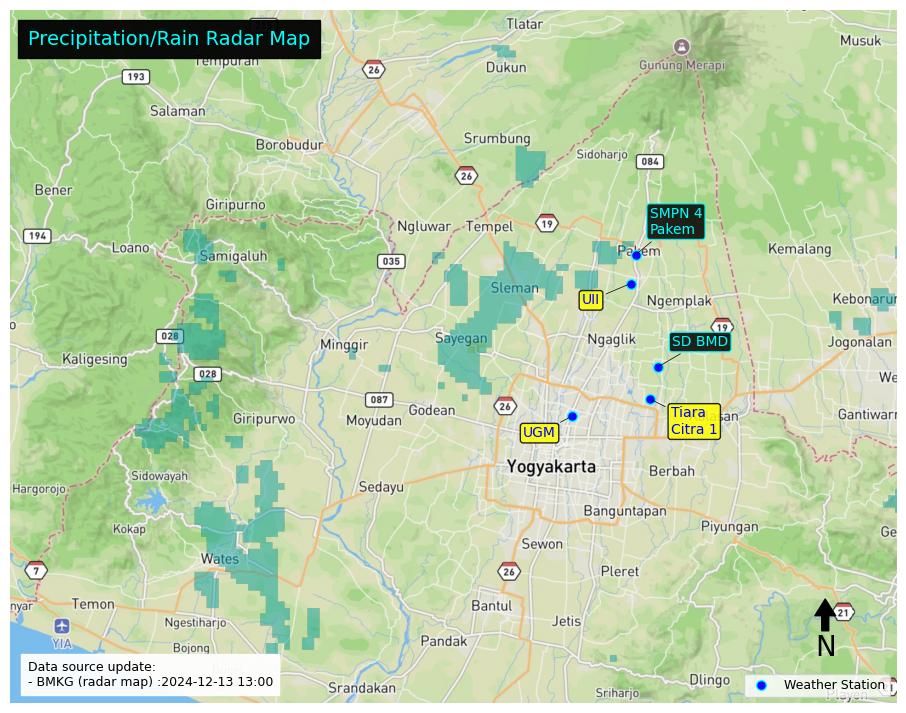 Precipitation/Rain Radar Map
Tlatar
Musuk
Gunung Merapi
Dukun
Tempuran
26
193
Salaman
Srumbung
Borobudur
Sidoharjo
084
26
Bener
Giripurno
SMPN 4
Pakem
Ngluwar
Tempel
19
194
Loano
Samigaluh
035
Pakem
Kemalang
Sleman
UII
Ngemplak
Kebonarum
028
Minggir
Sayegan
Ngaglik
19
SD BMD
Jogonalan
Kaligesing
028
087
Godean
26
Giripurwo
Moyudan
UGM
Tiara
Citra 1
Gantiwarn
Yogyakarta
Sidowayah
Hargorojo
Sedayu
Berbah
Kokap
Banguntapan
Piyungan
Wates
Sewon
7
26
Pleret
Temon
Bantul
21
Ngestiharjo
Jetis
YIA
Pandak
N
Bojong
Data source update:
- BMKG (radar map) :2024-12-13 13:00
Dlingo
Srandakan
Sriharjo
Weather Station
Playen